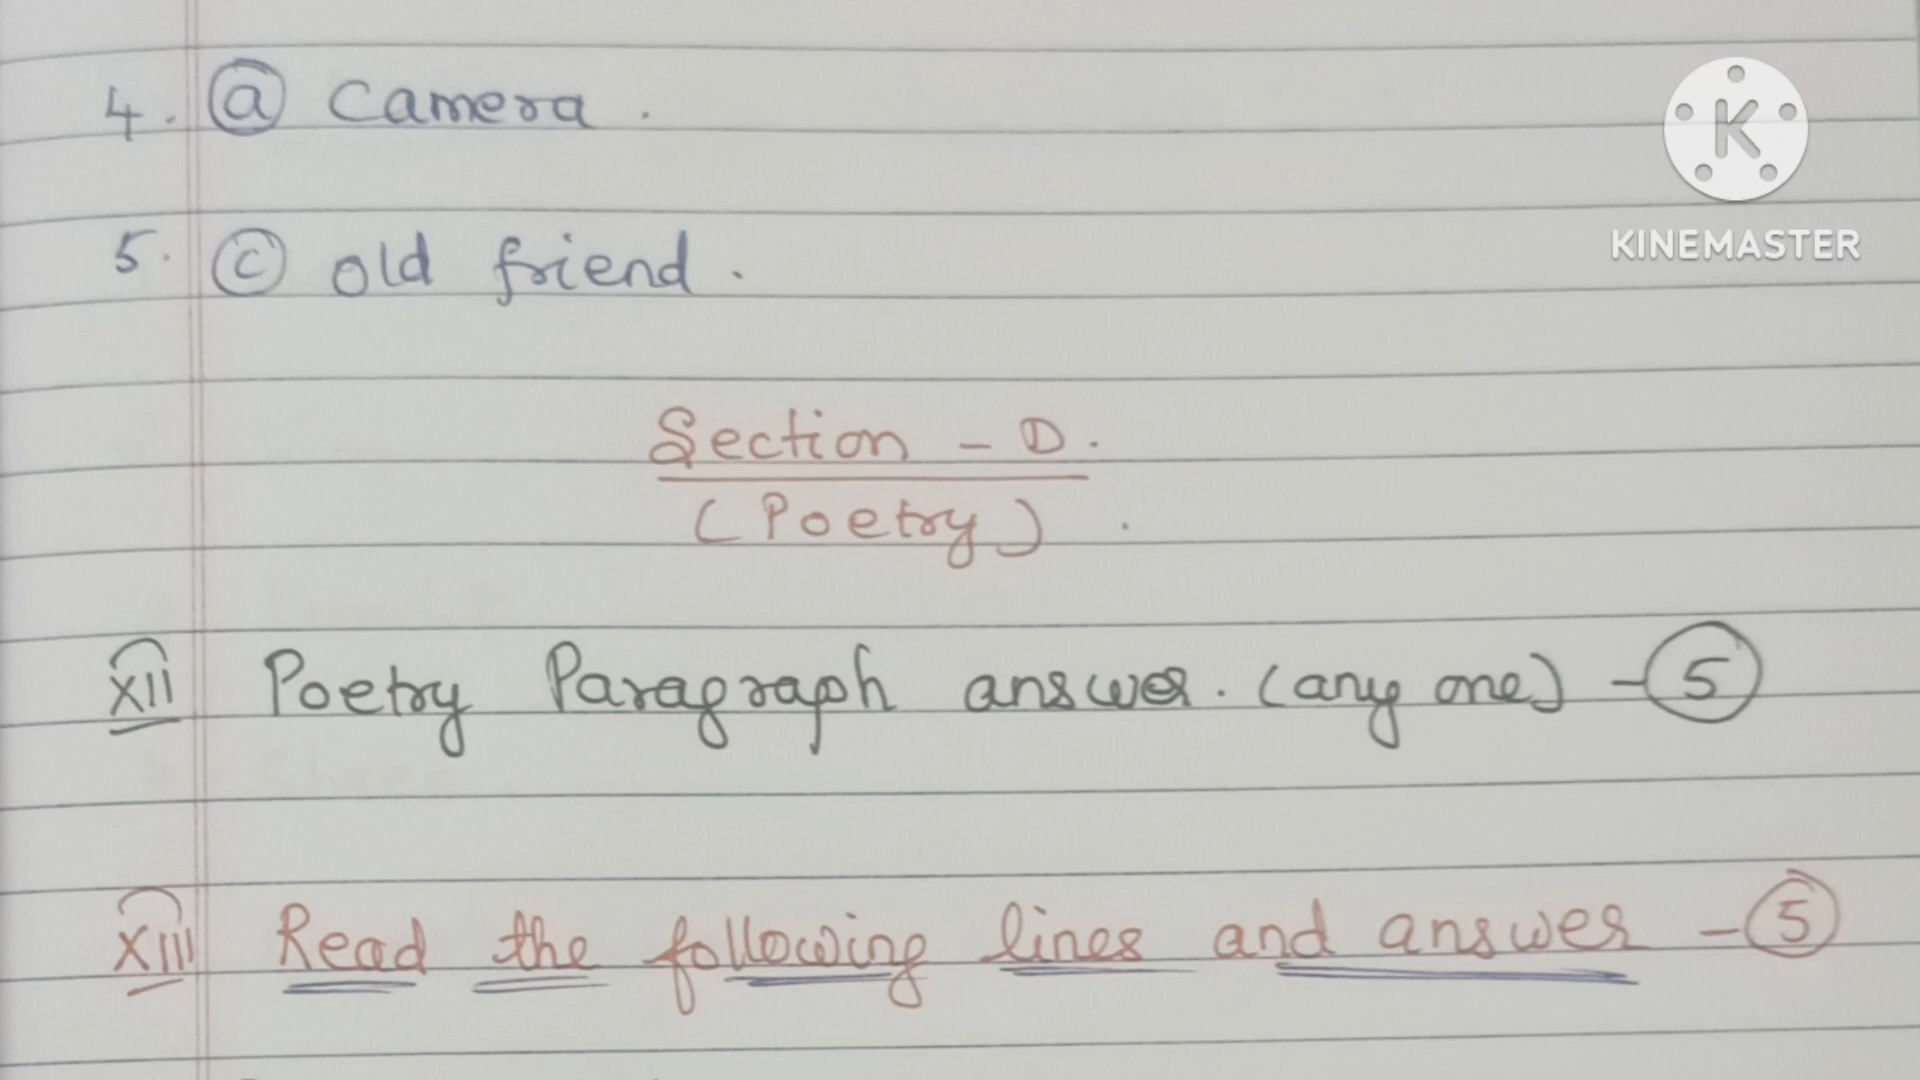 4. ⓐ Camera.
5. ⓒ old friend.
Section - D.
(Poetry).
XII Poetry Paragraph answer. (any one) - ⑤
XIII Read the following lines and answer - ⑤
K
KINEMASTER